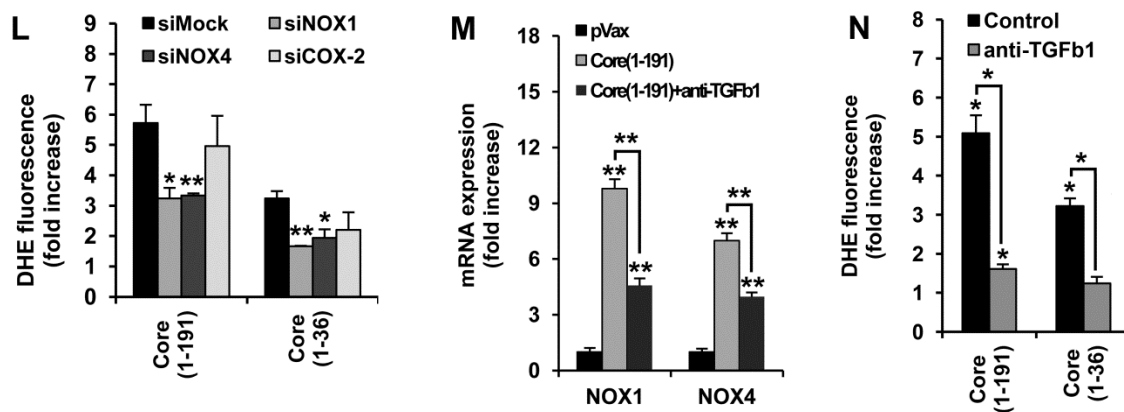 L
siMock
siNOX1
siNOX4
siCOX-2
DHE fluorescence
(fold increase)
9
8
7
6
5
4
3
2
1
0
*
**
**
*
Core
(1-191)
Core
(1-36)
M
pVax
Core(1-191)
Core(1-191)+anti-TGFb1
mRNA expression
(fold increase)
18
15
12
9
6
3
0
**
**
**
**
**
**
NOX1
NOX4
N
Control
anti-TGFb1
DHE fluorescence
(fold increase)
8
7
6
5
4
3
2
1
0
*
*
*
*
*
Core
(1-191)
Core
(1-36)